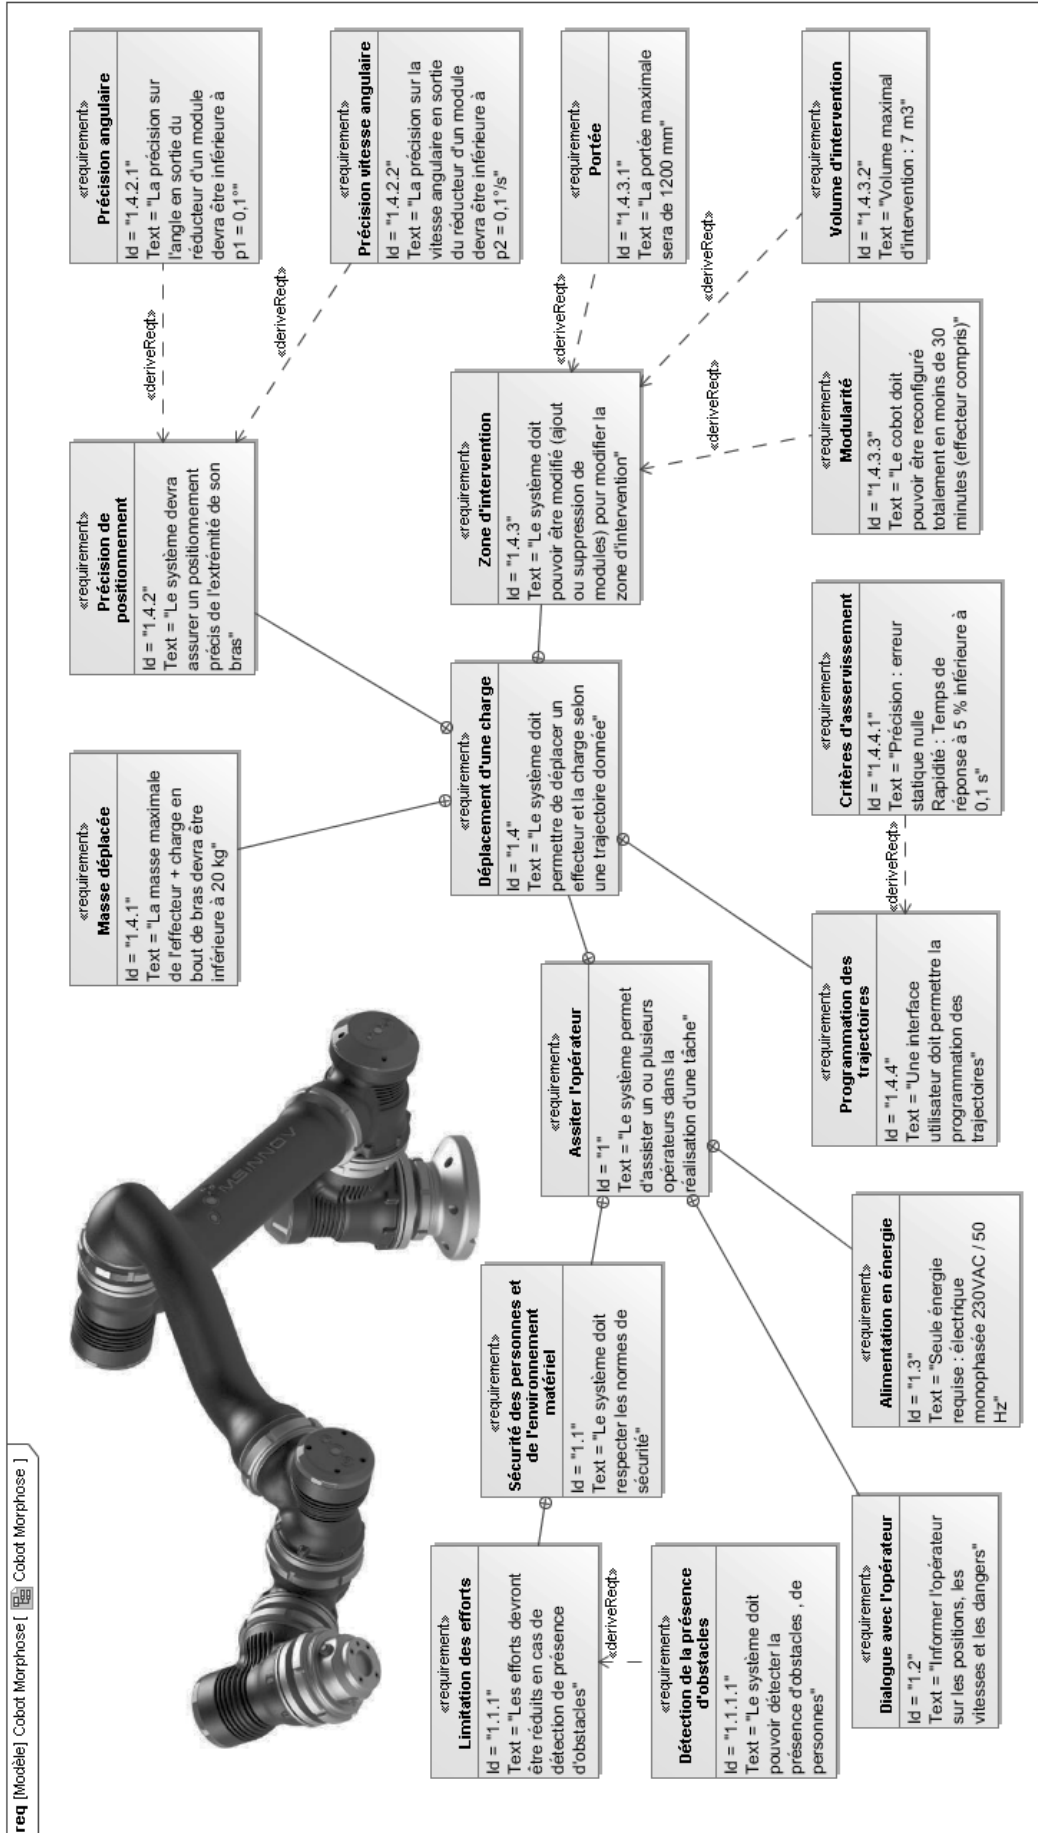 req [Modèle] Cobot Morphose [ Cobot Morphose ]
MSINNOV
«requirement»
Masse déplacée
Id = "1.4.1"
Text = "La masse maximale
de l'effecteur + charge en
bout de bras devra être
inférieure à 20 kg"
«requirement»
Précision de
positionnement
Id = "1.4.2"
Text = "Le système devra
assurer un positionnement
précis de l'extrémité de son
bras"
«deriveReqt»
«requirement»
Précision angulaire
Id = "1.4.2.1"
Text = "La précision sur
l'angle en sortie du
réducteur d'un module
devra être inférieure à
p1 = 0,1°"
«deriveReqt»
«requirement»
Précision vitesse angulaire
Id = "1.4.2.2"
Text = "La précision sur la
vitesse angulaire en sortie
du réducteur d'un module
devra être inférieure à
p2 = 0,1°/s"
«requirement»
Limitation des efforts
Id = "1.1.1"
Text = "Les efforts devront
être réduits en cas de
détection de présence
d'obstacles"
«deriveReqt»
«requirement»
Détection de la présence
d'obstacles
Id = "1.1.1.1"
Text = "Le système doit
pouvoir détecter la
présence d'obstacles , de
personnes"
«requirement»
Sécurité des personnes et
de l'environnement
matériel
Id = "1.1"
Text = "Le système doit
respecter les normes de
sécurité"
«requirement»
Assiter l'opérateur
Id = "1"
Text = "Le système permet
d'assister un ou plusieurs
opérateurs dans la
réalisation d'une tâche"
«requirement»
Déplacement d'une charge
Id = "1.4"
Text = "Le système doit
permettre de déplacer un
effecteur et la charge selon
une trajectoire donnée"
«requirement»
Zone d'intervention
Id = "1.4.3"
Text = "Le système doit
pouvoir être modifié (ajout
ou suppression de
modules) pour modifier la
zone d'intervention"
«deriveReqt»
«requirement»
Portée
Id = "1.4.3.1"
Text = "La portée maximale
sera de 1200 mm"
«deriveReqt»
«requirement»
Volume d'intervention
Id = "1.4.3.2"
Text = "Volume maximal
d'intervention : 7 m3"
«deriveReqt»
«requirement»
Modularité
Id = "1.4.3.3"
Text = "Le cobot doit
pouvoir être reconfiguré
totalement en moins de 30
minutes (effecteur compris)"
«requirement»
Dialogue avec l'opérateur
Id = "1.2"
Text = "Informer l'opérateur
sur les positions, les
vitesses et les dangers"
«requirement»
Alimentation en énergie
Id = "1.3"
Text = "Seule énergie
requise : électrique
monophasée 230VAC / 50
Hz"
«requirement»
Programmation des
trajectoires
Id = "1.4.4"
Text = "Une interface
utilisateur doit permettre la
programmation des
trajectoires"
«deriveReqt»
«requirement»
Critères d'asservissement
Id = "1.4.4.1"
Text = "Précision : erreur
statique nulle
Rapidité : Temps de
réponse à 5 % inférieure à
0,1 s"